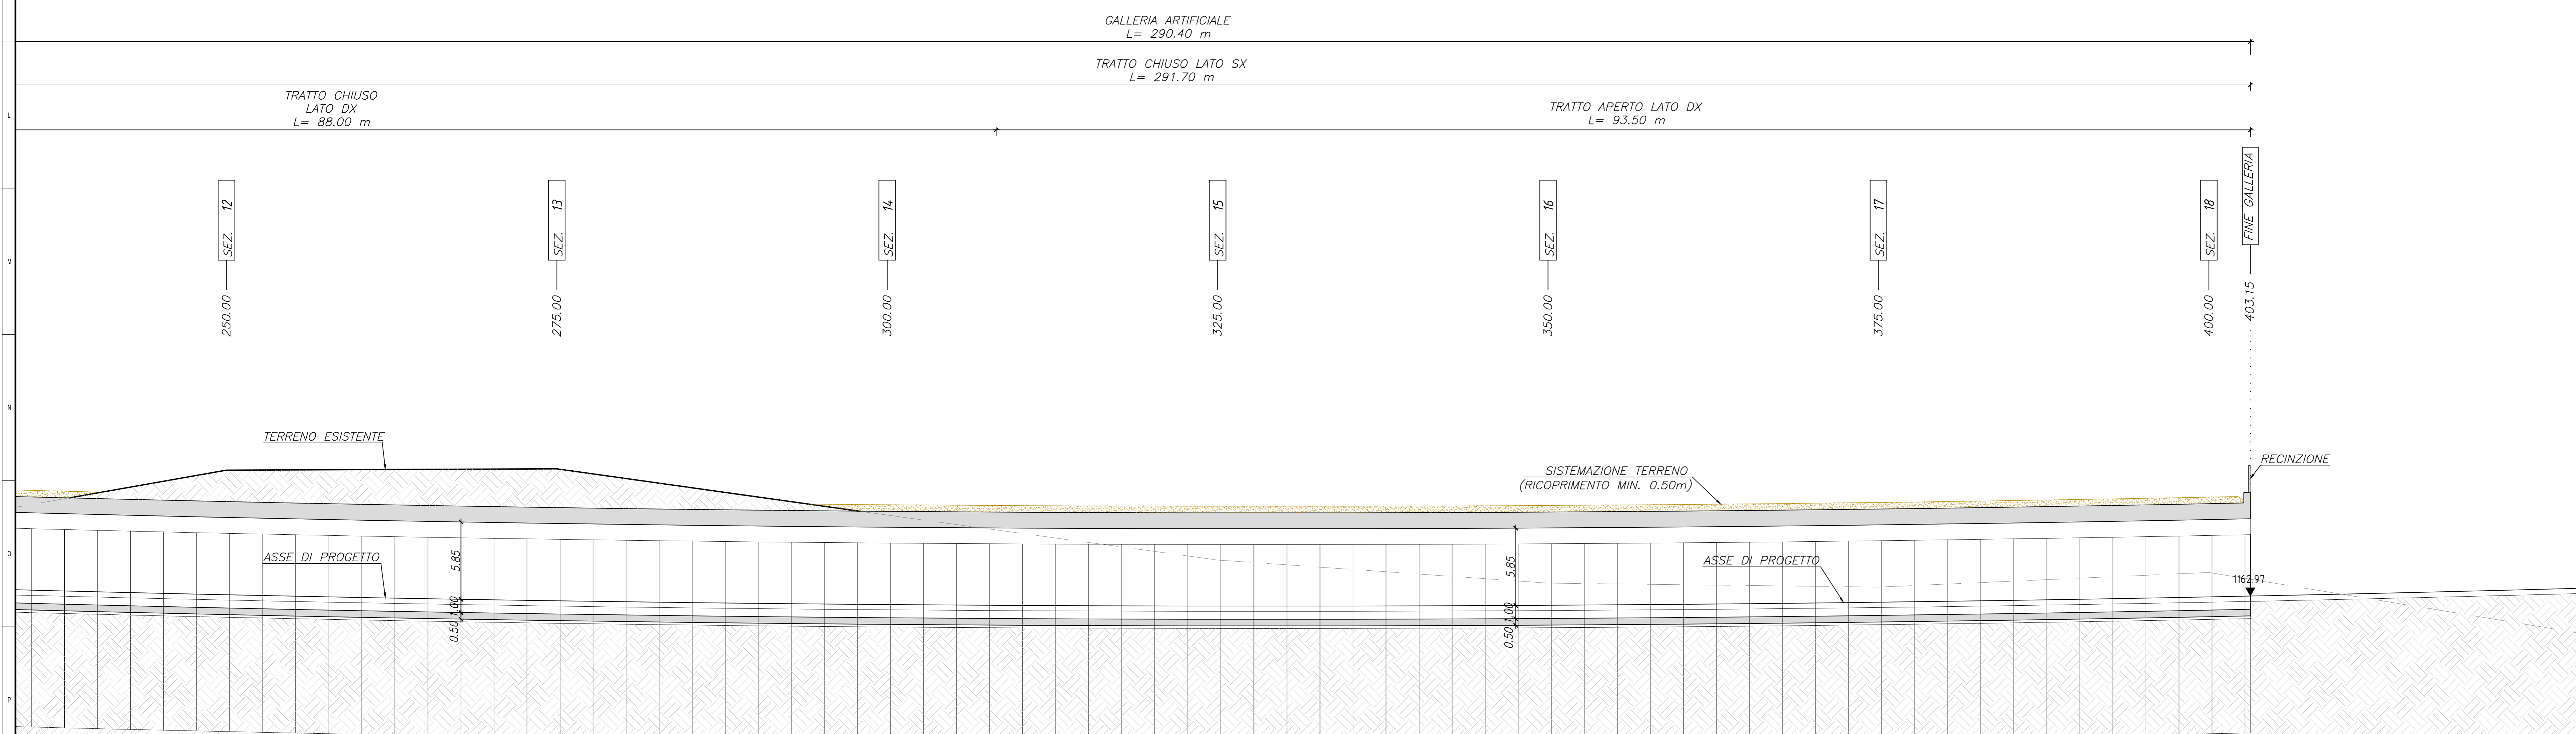 GALLERIA ARTIFICIALE
L= 290.40 m
TRATTO CHIUSO LATO SX
L= 291.70 m
TRATTO CHIUSO
LATO DX
L= 88.00 m
TRATTO APERTO LATO DX
L= 93.50 m
L
SEZ. 12
SEZ. 13
SEZ. 14
SEZ. 15
SEZ. 16
SEZ. 17
SEZ. 18
FINE GALLERIA
M
250.00
275.00
300.00
325.00
350.00
375.00
400.00
403.15
N
TERRENO ESISTENTE
SISTEMAZIONE TERRENO
(RICOPRIMENTO MIN. 0.50m)
RECINZIONE
O
ASSE DI PROGETTO
5.85
1.00
0.50
5.85
1.00
0.50
ASSE DI PROGETTO
1162.97
P